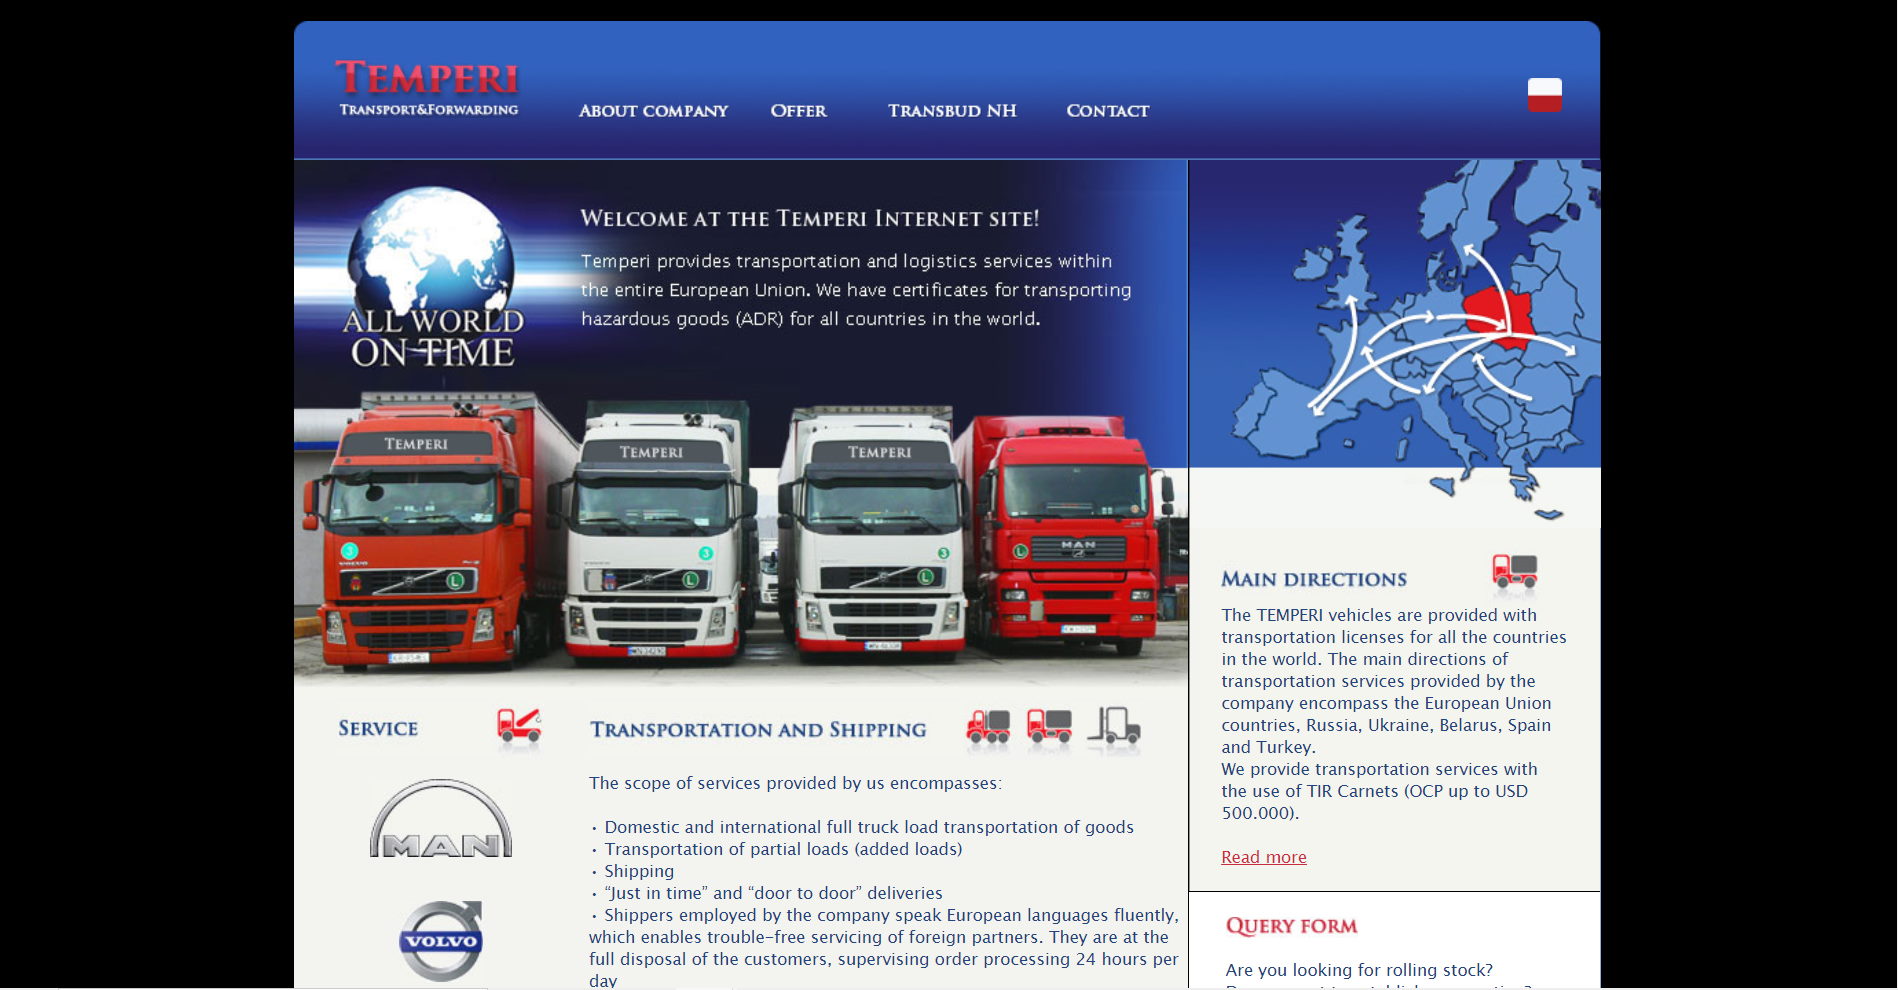 TEMPERI
TRANSPORT&FORWARDING
ABOUT COMPANY
OFFER
TRANSBUD NH
CONTACT
WELCOME AT THE TEMPERI INTERNET SITE!
Temperi provides transportation and logistics services within
the entire European Union. We have certificates for transporting
hazardous goods (ADR) for all countries in the world.
ALL WORLD
ON TIME
TEMPERI
TEMPERI
TEMPERI
3
3
3
L
L
L
L
VOLVO
MAN
MAIN DIRECTIONS
The TEMPERI vehicles are provided with
transportation licenses for all the countries
in the world. The main directions of
transportation services provided by the
company encompass the European Union
countries, Russia, Ukraine, Belarus, Spain
and Turkey.
We provide transportation services with
the use of TIR Carnets (OCP up to USD
500.000).
Read more
SERVICE
MAN
VOLVO
TRANSPORTATION AND SHIPPING
The scope of services provided by us encompasses:
• Domestic and international full truck load transportation of goods
• Transportation of partial loads (added loads)
• Shipping
• “Just in time” and “door to door” deliveries
• Shippers employed by the company speak European languages fluently,
which enables trouble-free servicing of foreign partners. They are at the
full disposal of the customers, supervising order processing 24 hours per
day
QUERY FORM
Are you looking for rolling stock?